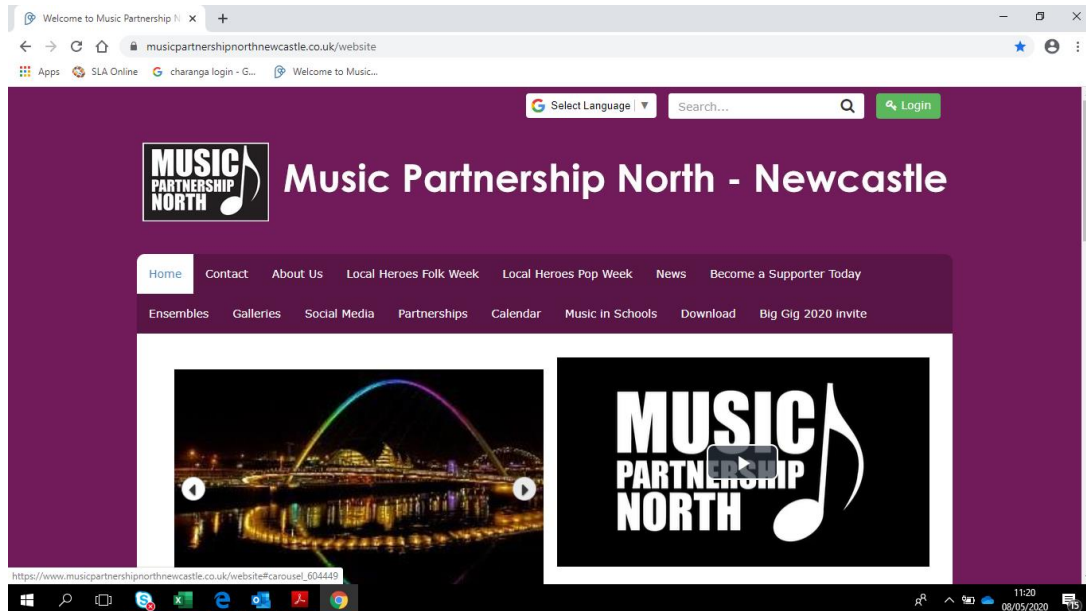 Welcome to Music Partnership N
musicpartnershipnorthnewcastle.co.uk/website
Apps SLA Online charanga login - G... Welcome to Music...
Select Language ▼ Search... Login
MUSIC
PARTNERSHIP
NORTH
Music Partnership North - Newcastle
Home Contact About Us Local Heroes Folk Week Local Heroes Pop Week News Become a Supporter Today
Ensembles Galleries Social Media Partnerships Calendar Music in Schools Download Big Gig 2020 invite
MUSIC
PARTNERSHIP
NORTH
https://www.musicpartnershipnorthnewcastle.co.uk/website#carousel_604449
11:20
08/05/2020
15